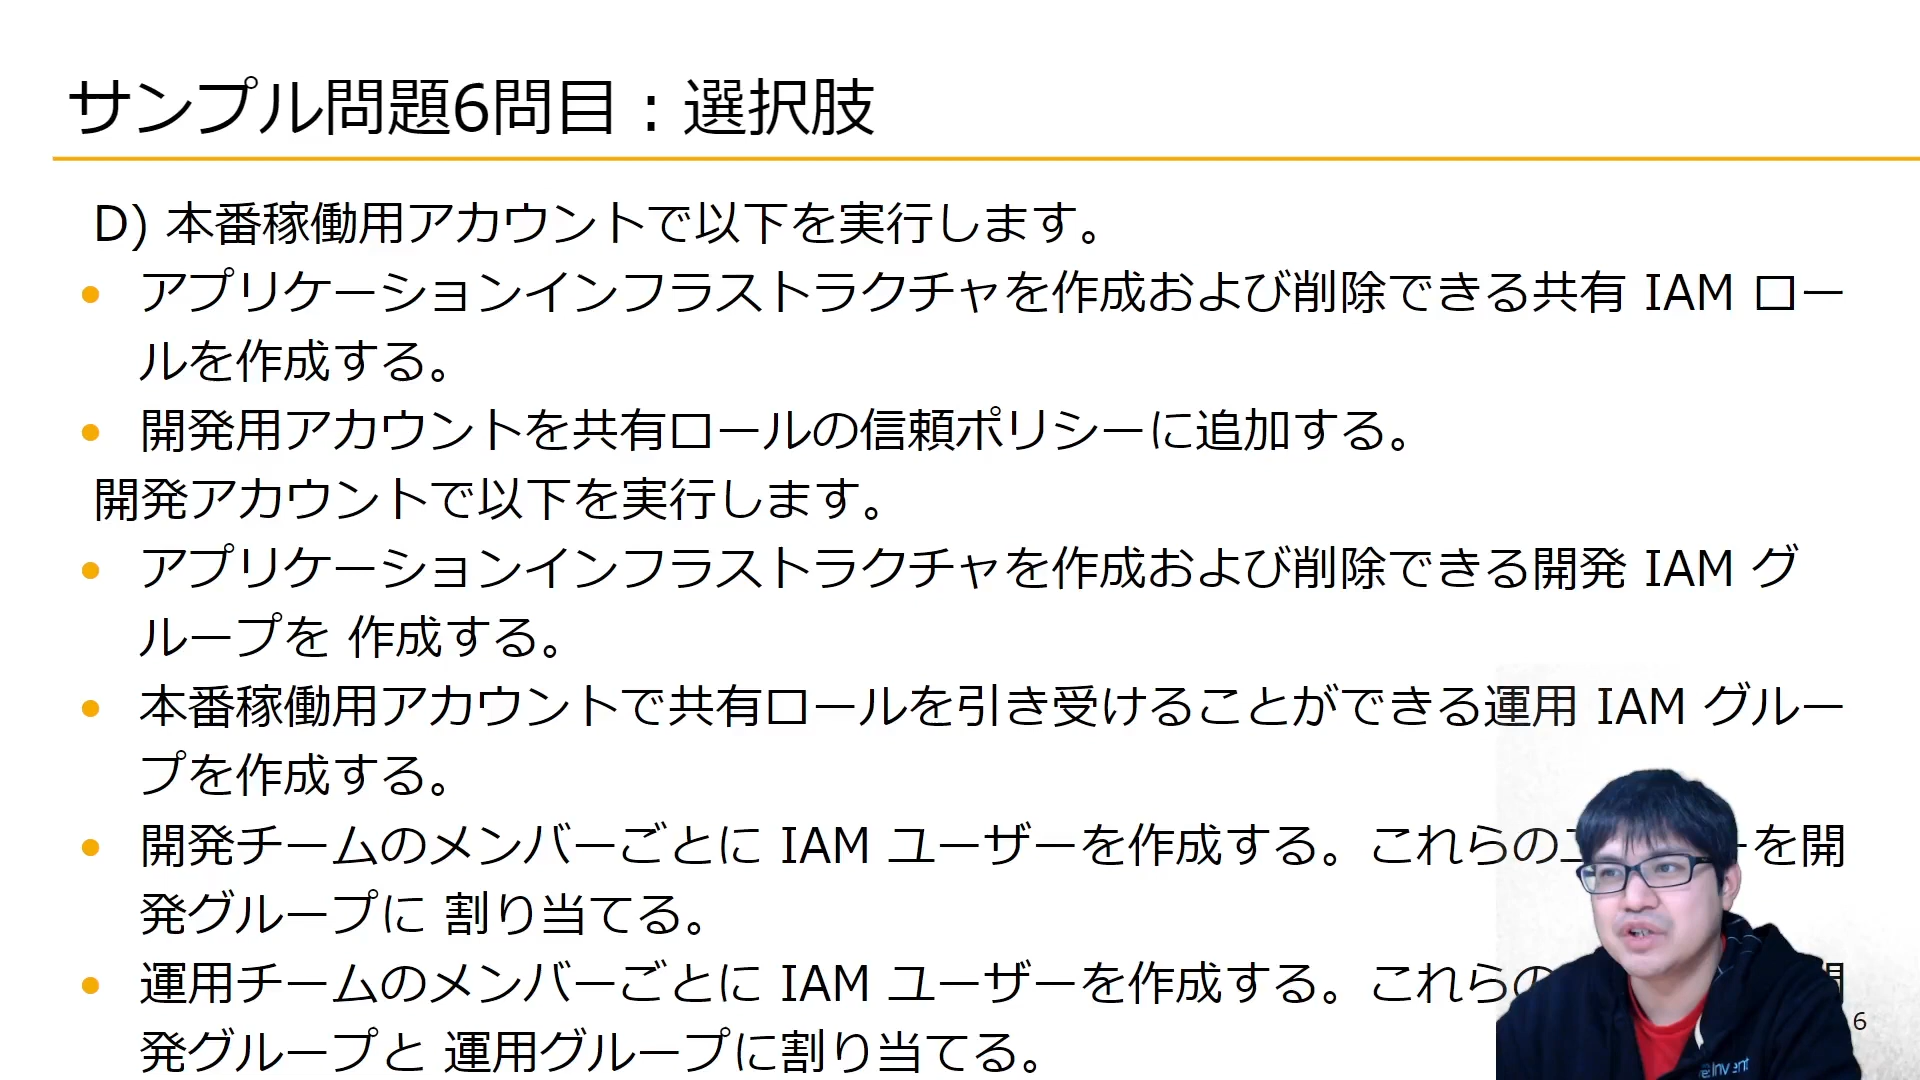 サンプル問題6問目：選択肢
D) 本番稼働用アカウントで以下を実行します。
• アプリケーションインフラストラクチャを作成および削除できる共有 IAM ロー
ルを作成する。
• 開発用アカウントを共有ロールの信頼ポリシーに追加する。
開発アカウントで以下を実行します。
• アプリケーションインフラストラクチャを作成および削除できる開発 IAM グ
ループを 作成する。
• 本番稼働用アカウントで共有ロールを引き受けることができる運用 IAM グルー
プを作成する。
• 開発チームのメンバーごとに IAM ユーザーを作成する。これらの ーを開
発グループに 割り当てる。
• 運用チームのメンバーごとに IAM ユーザーを作成する。これらの
発グループと 運用グループに割り当てる。
re:Invent
6